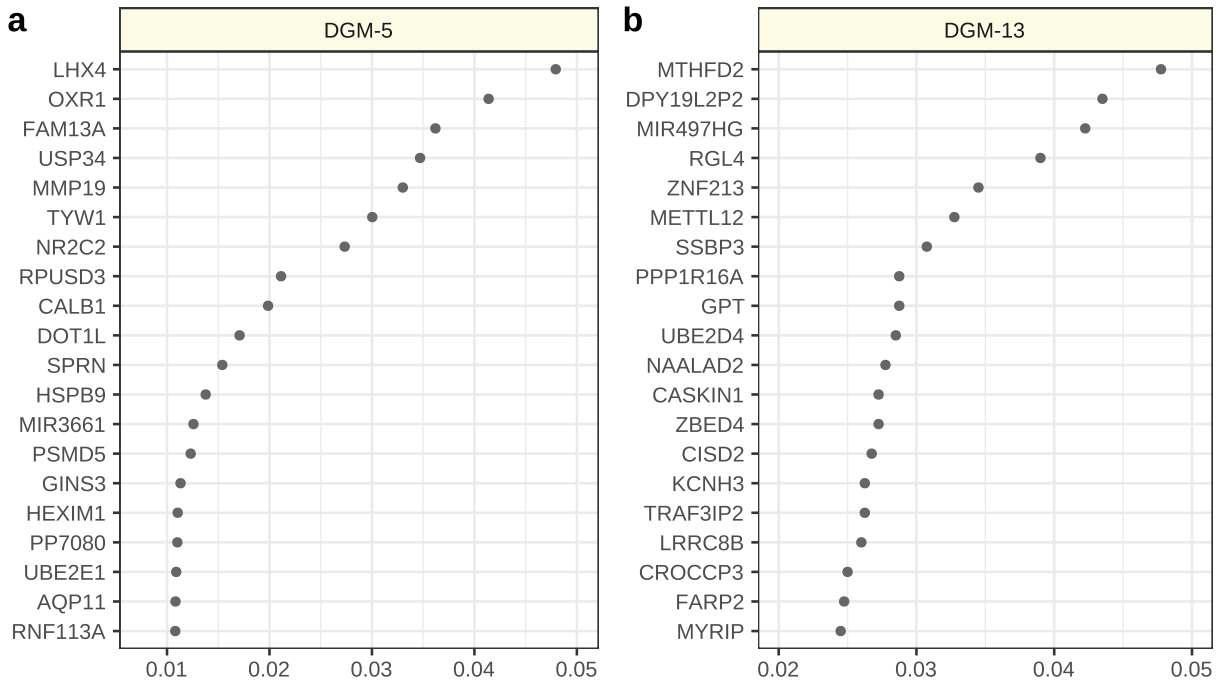 a
DGM-5
LHX4
OXR1
FAM13A
USP34
MMP19
TYW1
NR2C2
RPUSD3
CALB1
DOT1L
SPRN
HSPB9
MIR3661
PSMD5
GINS3
HEXIM1
PP7080
UBE2E1
AQP11
RNF113A
0.01 0.02 0.03 0.04 0.05
b
DGM-13
MTHFD2
DPY19L2P2
MIR497HG
RGL4
ZNF213
METTL12
SSBP3
PPP1R16A
GPT
UBE2D4
NAALAD2
CASKIN1
ZBED4
CISD2
KCNH3
TRAF3IP2
LRRC8B
CROCCP3
FARP2
MYRIP
0.02 0.03 0.04 0.05